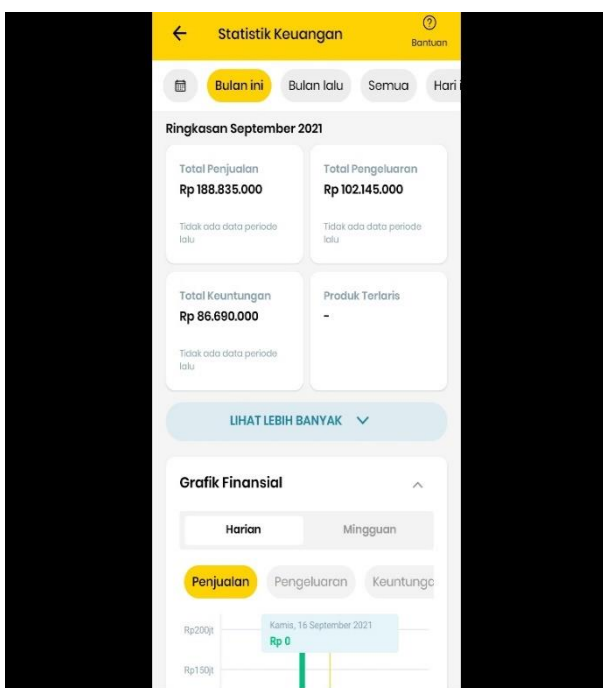 Statistik Keuangan
Bantuan
Bulan ini Bulan lalu Semua Hari
Ringkasan September 2021
Total Penjualan
Rp 188.835.000
Tidak ada data periode
lalu
Total Pengeluaran
Rp 102.145.000
Tidak ada data periode
lalu
Total Keuntungan
Rp 86.690.000
Tidak ada data periode
lalu
Produk Terlaris
-
LIHAT LEBIH BANYAK
Grafik Finansial
Harian Mingguan
Penjualan Pengeluaran Keuntung
Kamis, 16 September 2021
Rp 0
Rp200jt
Rp150jt